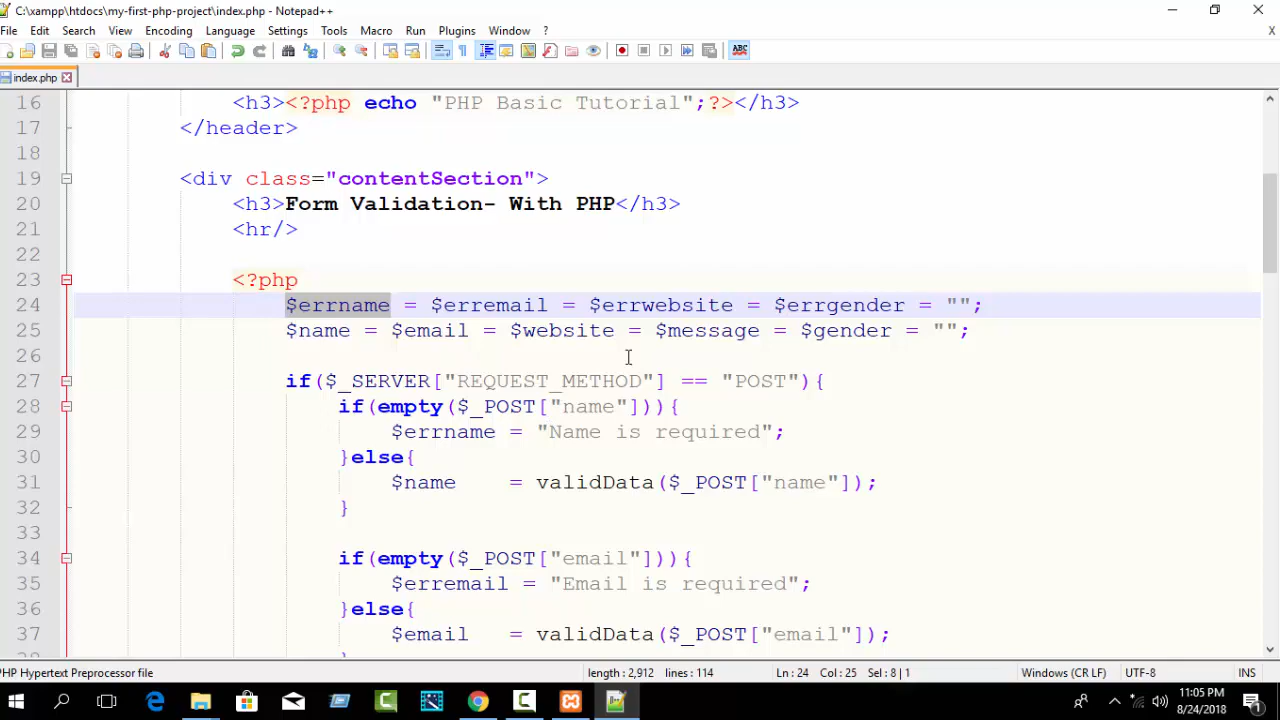 C:\xampp\htdocs\my-first-php-project\index.php - Notepad++
File Edit Search View Encoding Language Settings Tools Macro Run Plugins Window ?
X
ABC
index.php
16 <h3><?php echo "PHP Basic Tutorial";?></h3>
17 </header>
18
19 <div class="contentSection">
20 <h3>Form Validation- With PHP</h3>
21 <hr/>
22
23 <?php
24 $errname = $erremail = $errwebsite = $errgender = "";
25 $name = $email = $website = $message = $gender = "";
26
27 if($_SERVER["REQUEST_METHOD"] == "POST"){
28 if(empty($_POST["name"])){
29 $errname = "Name is required";
30 }else{
31 $name = validData($_POST["name"]);
32 }
33
34 if(empty($_POST["email"])){
35 $erremail = "Email is required";
36 }else{
37 $email = validData($_POST["email"]);
PHP Hypertext Preprocessor file length : 2,912 lines : 114 Ln : 24 Col : 25 Sel : 8 | 1 Windows (CR LF) UTF-8 INS
11:05 PM
8/24/2018